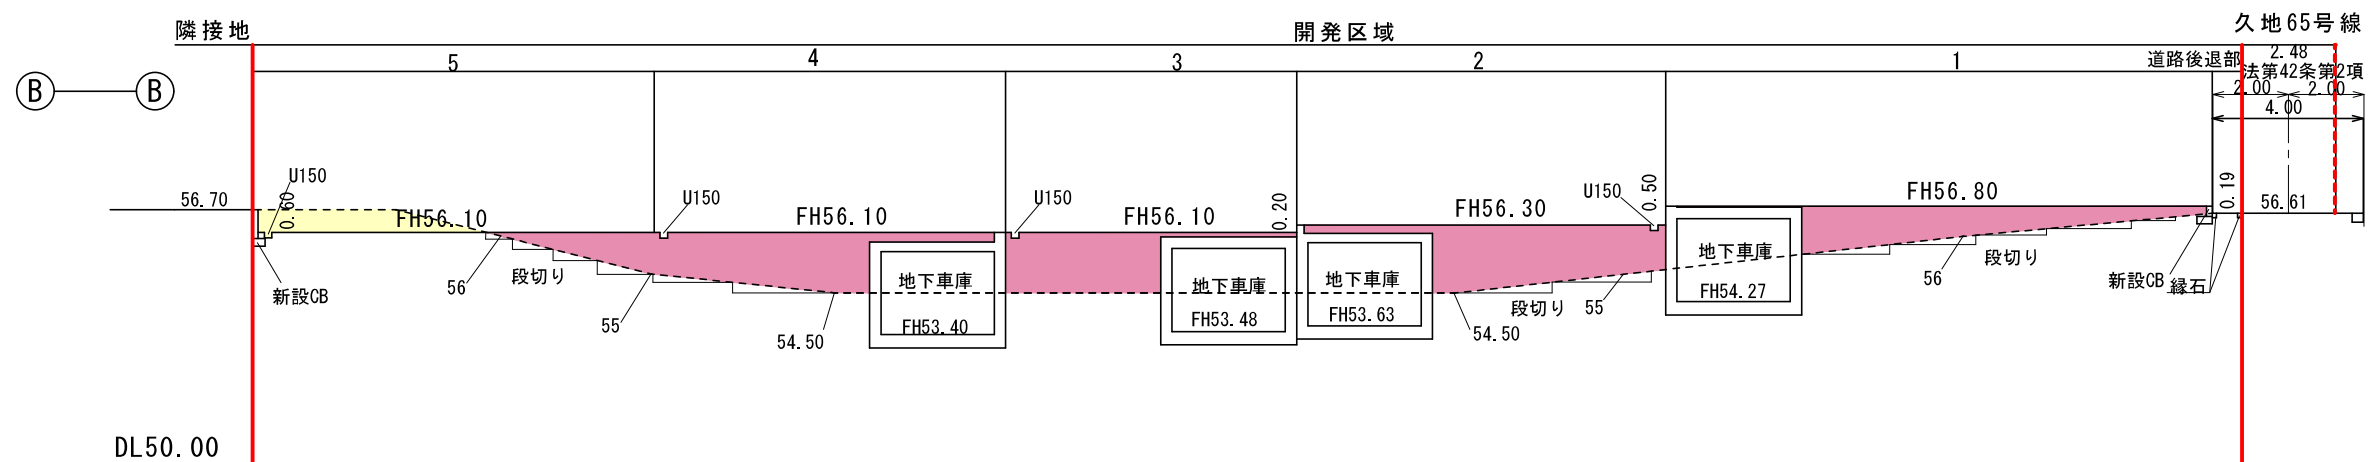 隣接地
開発区域
久地65号線
5
4
3
2
1
道路後退部
2.48
法第42条第2項
2.00
2.00
4.00
B
B
56.70
U150
0.60
FH56.10
U150
FH56.10
U150
FH56.10
0.20
FH56.30
U150
0.50
FH56.80
0.19
56.61
新設CB
56
段切り
55
54.50
地下車庫
FH53.40
地下車庫
FH53.48
地下車庫
FH53.63
54.50
段切り
55
地下車庫
FH54.27
56
段切り
新設CB
縁石
DL50.00